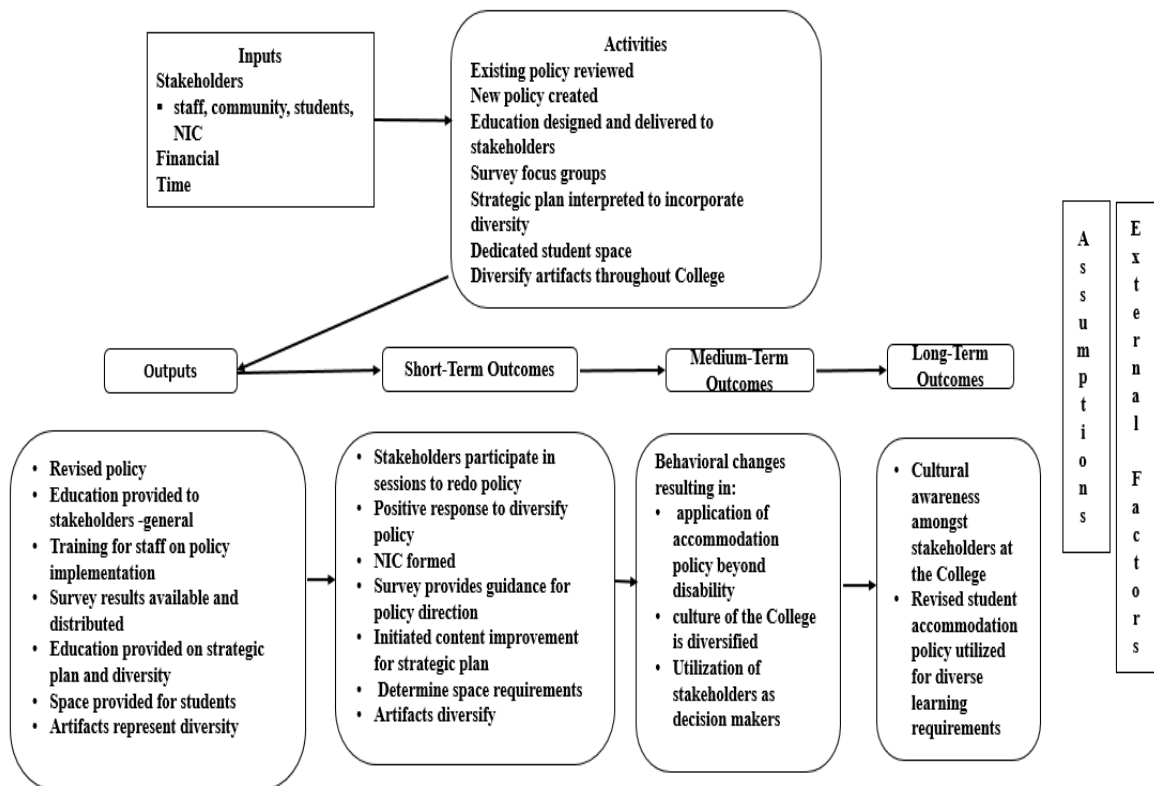 Inputs
Stakeholders
▪ staff, community, students,
NIC
Financial
Time
Activities
Existing policy reviewed
New policy created
Education designed and delivered to
stakeholders
Survey focus groups
Strategic plan interpreted to incorporate
diversity
Dedicated student space
Diversify artifacts throughout College
Outputs
Short-Term Outcomes
Medium-Term
Outcomes
Long-Term
Outcomes
• Revised policy
• Education provided to
stakeholders -general
• Training for staff on policy
implementation
• Survey results available and
distributed
• Education provided on strategic
plan and diversity
• Space provided for students
• Artifacts represent diversity
• Stakeholders participate in
sessions to redo policy
• Positive response to diversify
policy
• NIC formed
• Survey provides guidance for
policy direction
• Initiated content improvement
for strategic plan
• Determine space requirements
• Artifacts diversify
Behavioral changes
resulting in:
• application of
accommodation
policy beyond
disability
• culture of the College
is diversified
• Utilization of
stakeholders as
decision makers
• Cultural
awareness
amongst
stakeholders at
the College
• Revised student
accommodation
policy utilized
for diverse
learning
requirements
Assumptions
External Factors